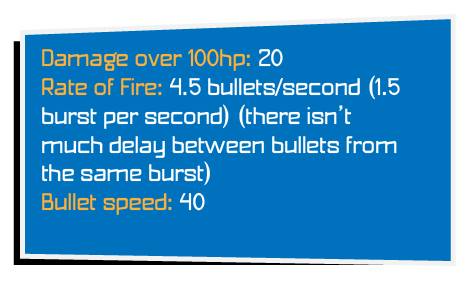 Damage over 100hp: 20
Rate of Fire: 4.5 bullets/second (1.5
burst per second) (there isn't
much delay between bullets from
the same burst)
Bullet speed: 40